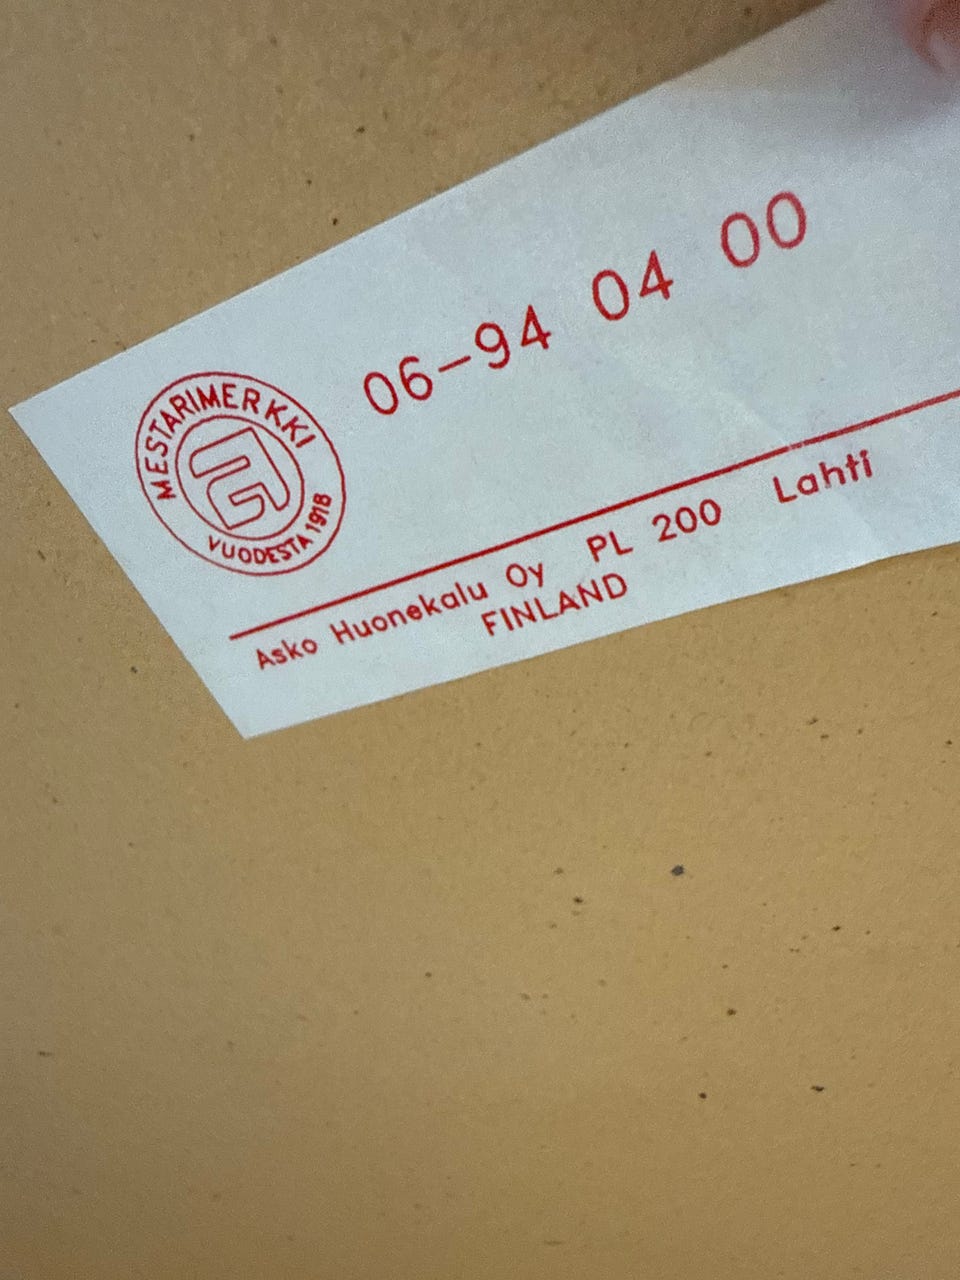 06-94 04 00
MESTARIMERKKI
VUODESTA 1918
Asko Huonekalu Oy PL 200 Lahti
FINLAND